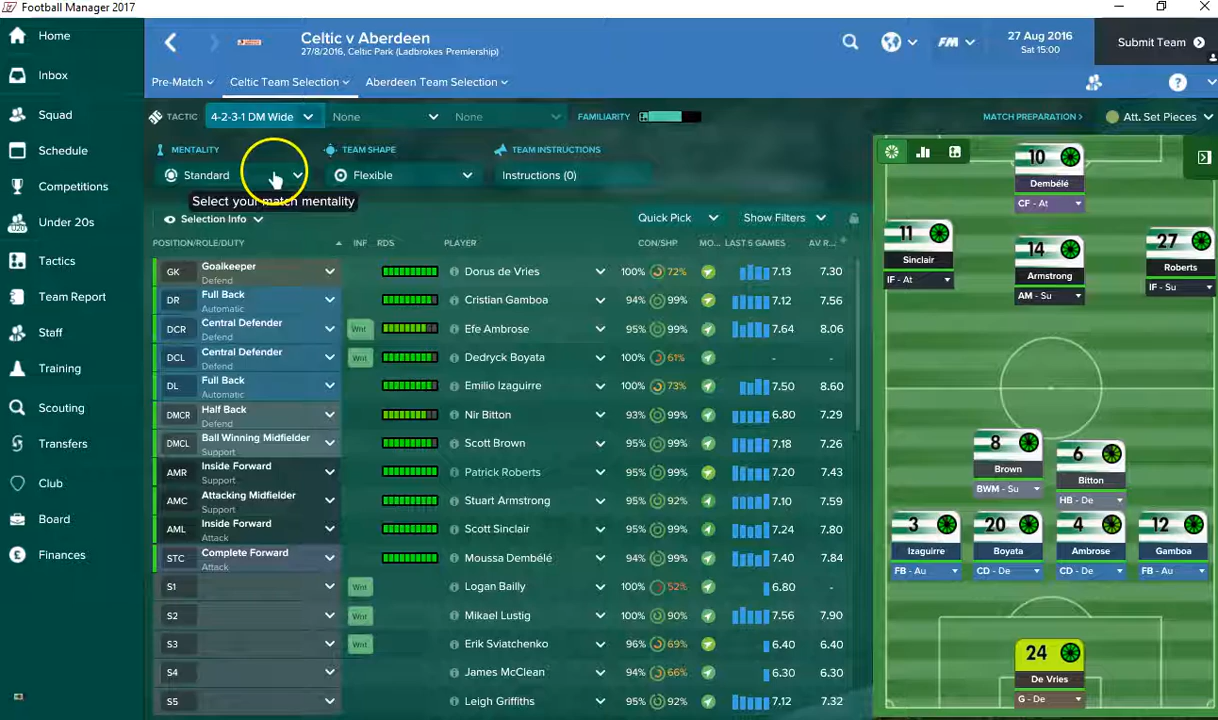 Football Manager 2017
Home
Inbox
Squad
Schedule
Competitions
U20
Under 20s
Tactics
Team Report
Staff
Training
Scouting
Transfers
Club
Board
£ Finances
Celtic v Aberdeen
27/8/2016, Celtic Park (Ladbrokes Premiership)
FM
27 Aug 2016
Sat 15:00
Submit Team
Pre-Match
Celtic Team Selection
Aberdeen Team Selection
?
TACTIC
4-2-3-1 DM Wide
None
None
FAMILIARITY
MATCH PREPARATION >
Att. Set Pieces
MENTALITY
TEAM SHAPE
TEAM INSTRUCTIONS
Standard
Flexible
Instructions (0)
Select your match mentality
Selection Info
Quick Pick
Show Filters
POSITION/ROLE/DUTY INF RDS PLAYER CON/SHP MO... LAST 5 GAMES AV R...
GK Goalkeeper Defend Dorus de Vries 100% 72% 7.13 7.30
DR Full Back Automatic Cristian Gamboa 94% 99% 7.12 7.56
DCR Central Defender Defend Wnt Efe Ambrose 95% 99% 7.64 8.06
DCL Central Defender Defend Wnt Dedryck Boyata 100% 61% - -
DL Full Back Automatic Emilio Izaguirre 100% 73% 7.50 8.60
DMCR Half Back Defend Nir Bitton 93% 99% 6.80 7.29
DMCL Ball Winning Midfielder Support Scott Brown 95% 99% 7.18 7.26
AMR Inside Forward Support Patrick Roberts 95% 99% 7.20 7.43
AMC Attacking Midfielder Support Stuart Armstrong 95% 92% 7.10 7.59
AML Inside Forward Attack Scott Sinclair 95% 99% 7.24 7.80
STC Complete Forward Attack Moussa Dembélé 94% 99% 7.40 7.84
S1 Wnt Logan Bailly 100% 52% 6.80 -
S2 Wnt Mikael Lustig 100% 90% 7.56 7.90
S3 Wnt Erik Sviatchenko 96% 69% 6.40 6.40
S4 James McClean 94% 66% 6.30 6.30
S5 Leigh Griffiths 95% 92% 7.12 7.32
10
Dembélé
CF - At
11
Sinclair
IF - At
14
Armstrong
AM - Su
27
Roberts
IF - Su
8
Brown
BWM - Su
6
Bitton
HB - De
3
Izaguirre
FB - Au
20
Boyata
CD - De
4
Ambrose
CD - De
12
Gamboa
FB - Au
24
De Vries
G - De